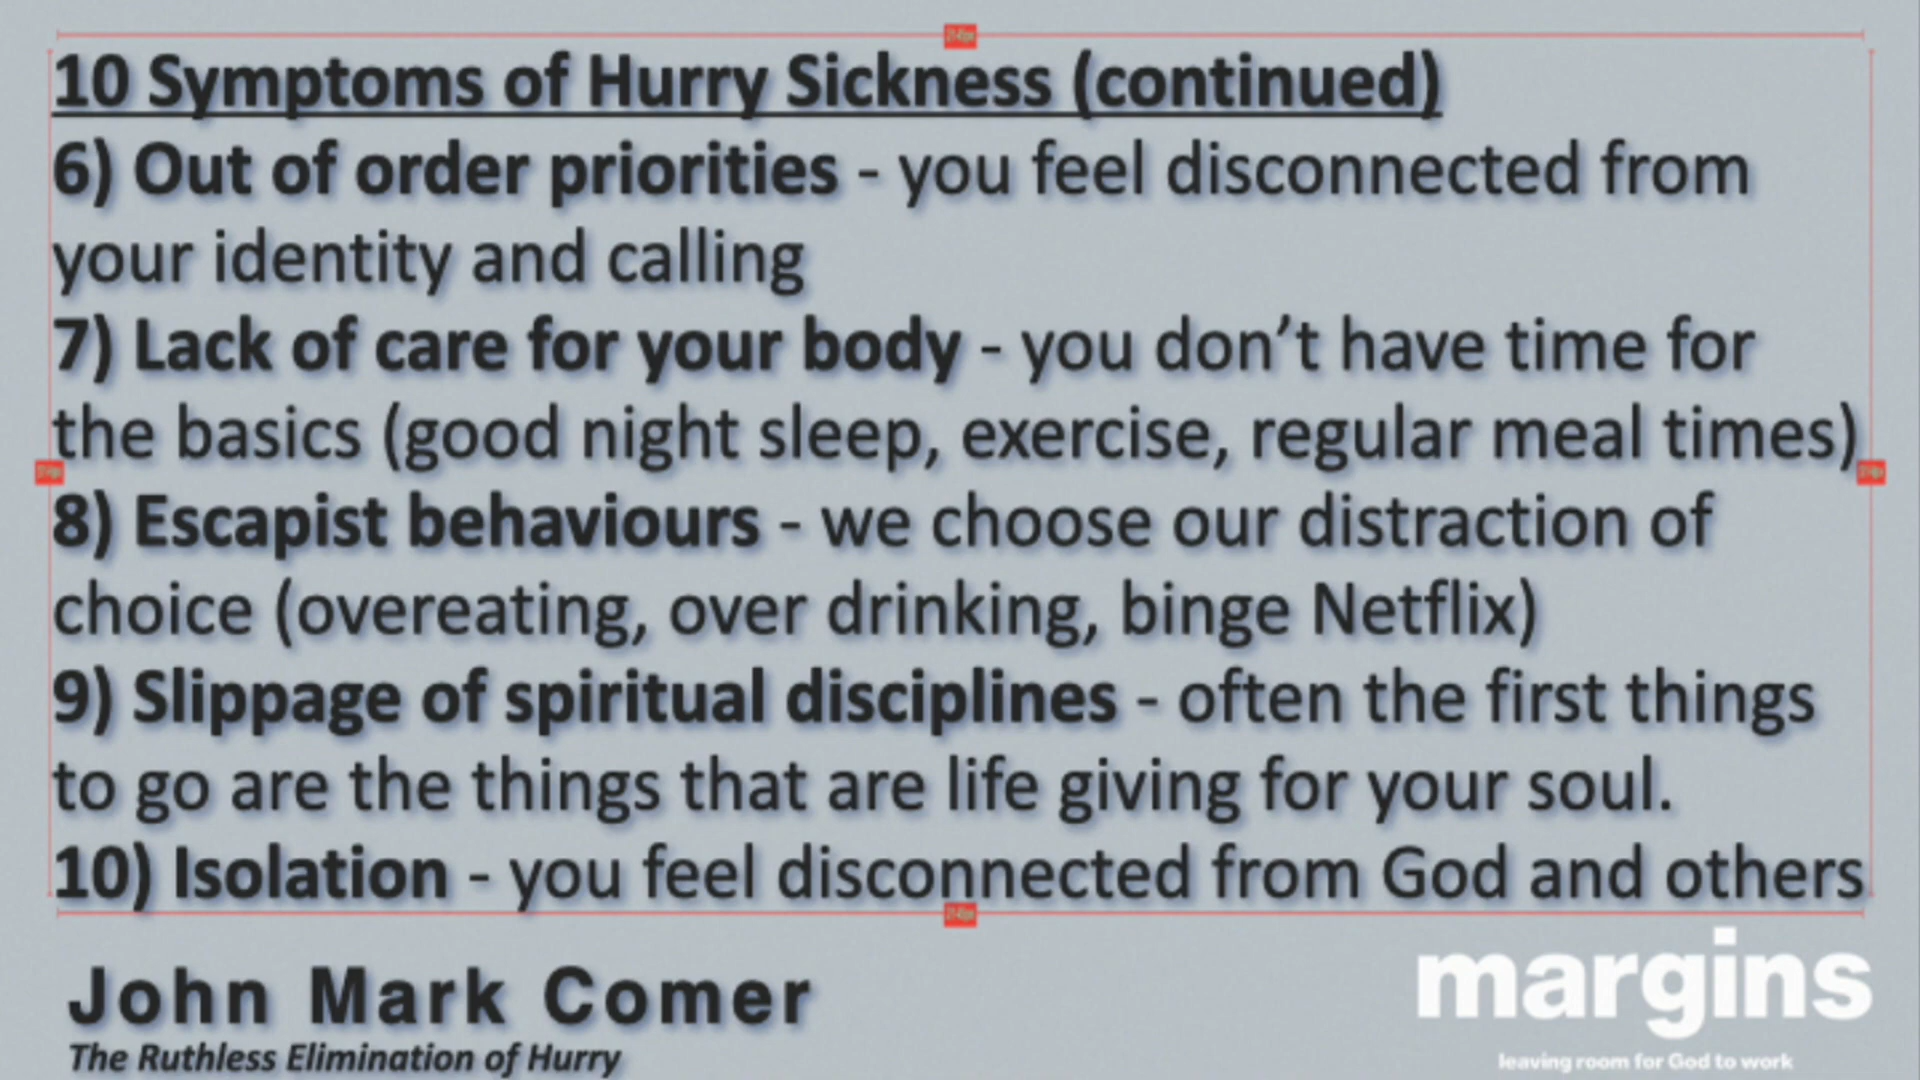 10 Symptoms of Hurry Sickness (continued)
6) Out of order priorities - you feel disconnected from
your identity and calling
7) Lack of care for your body - you don’t have time for
the basics (good night sleep, exercise, regular meal times)
8) Escapist behaviours - we choose our distraction of
choice (overeating, over drinking, binge Netflix)
9) Slippage of spiritual disciplines - often the first things
to go are the things that are life giving for your soul.
10) Isolation - you feel disconnected from God and others
John Mark Comer
The Ruthless Elimination of Hurry
margins
leaving room for God to work